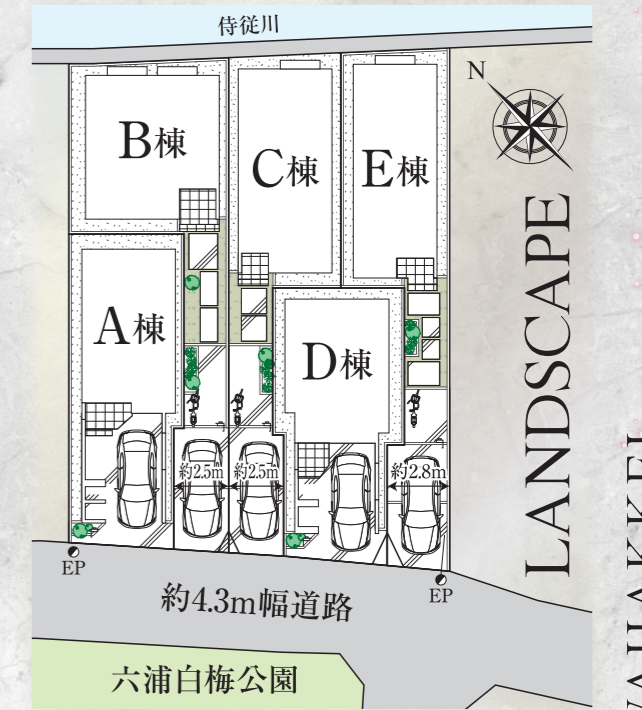 侍従川
N
B棟
C棟
E棟
A棟
D棟
約2.5m
約2.5m
約2.8m
EP
EP
約4.3m幅道路
六浦白梅公園
LANDSCAPE